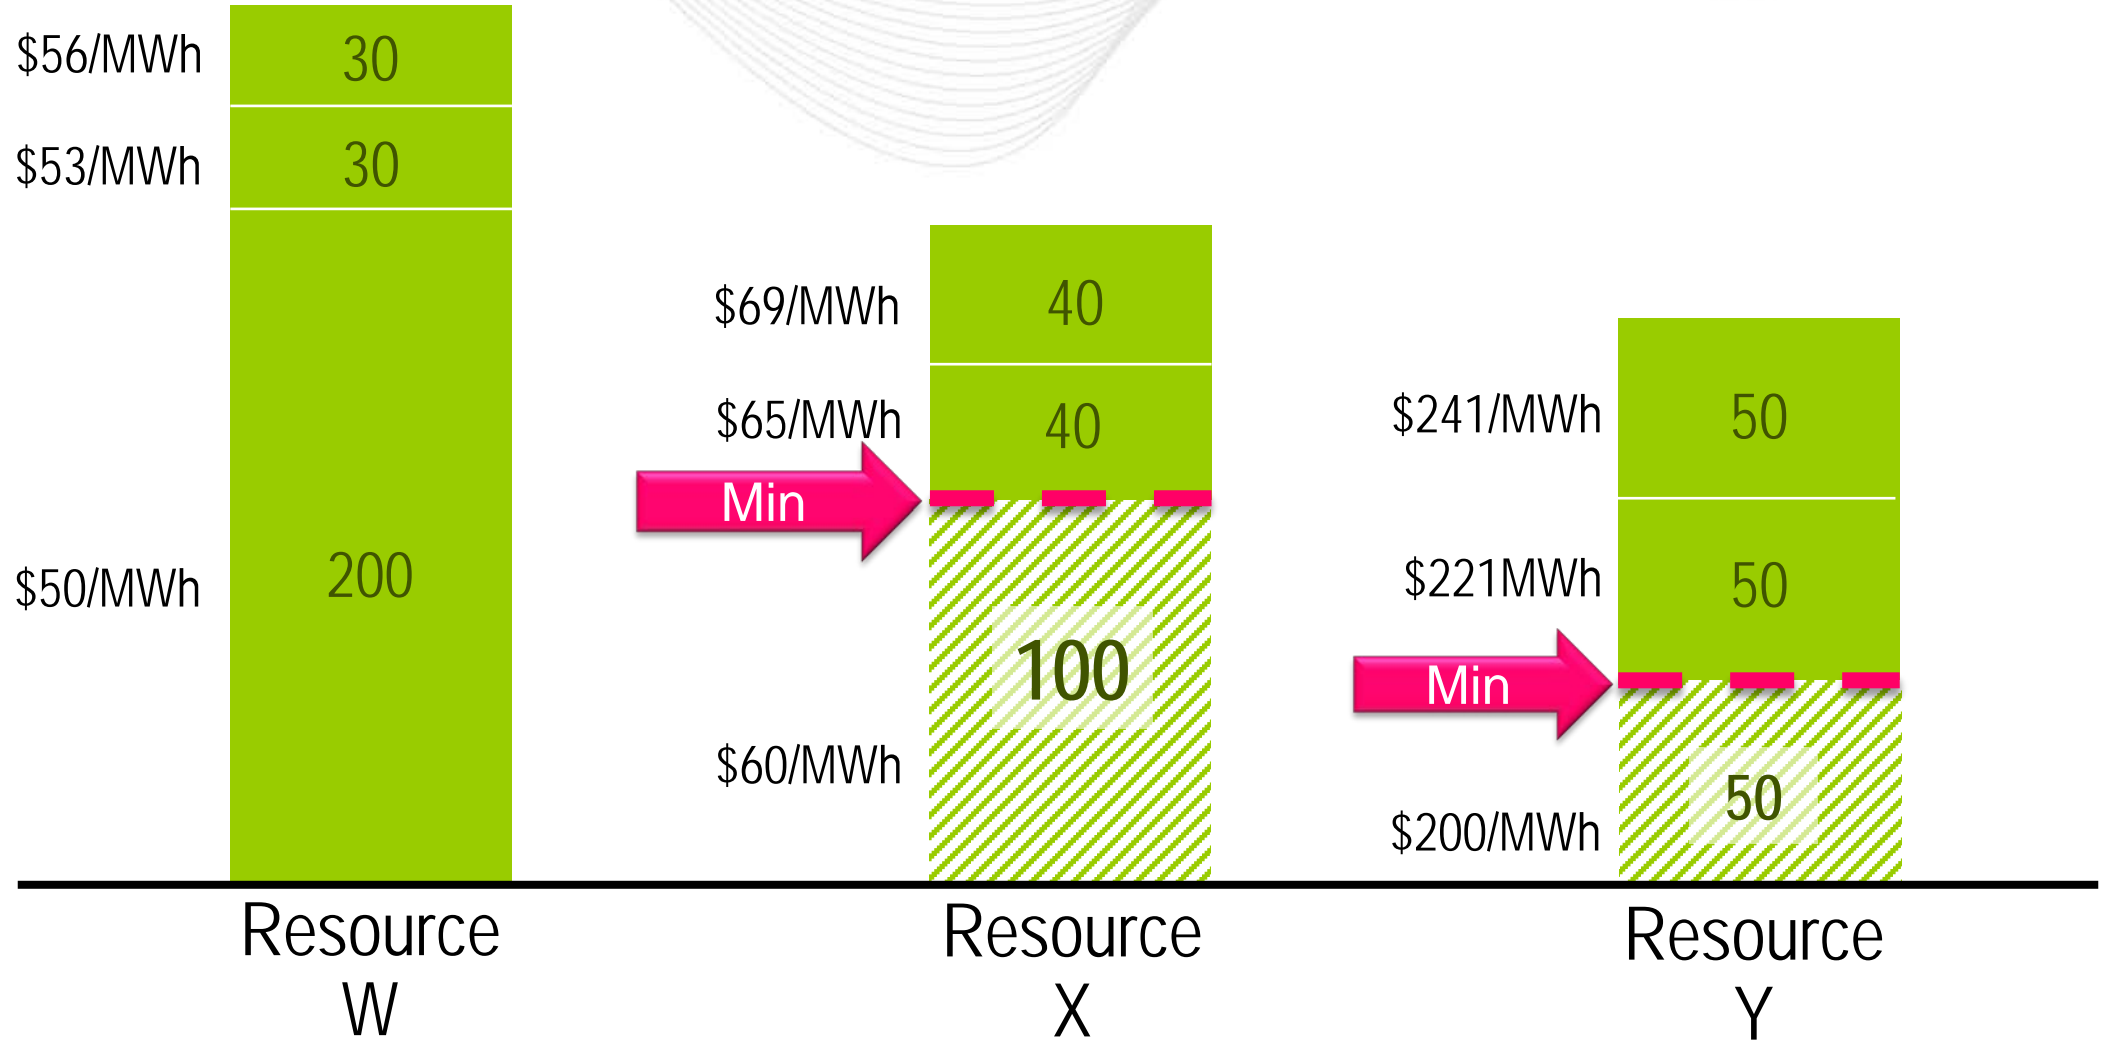 $56/MWh
30
$53/MWh
30
$50/MWh
200
Resource
W
$69/MWh
40
$65/MWh
40
Min
100
$60/MWh
Resource
X
$241/MWh
50
$221MWh
50
Min
50
$200/MWh
Resource
Y